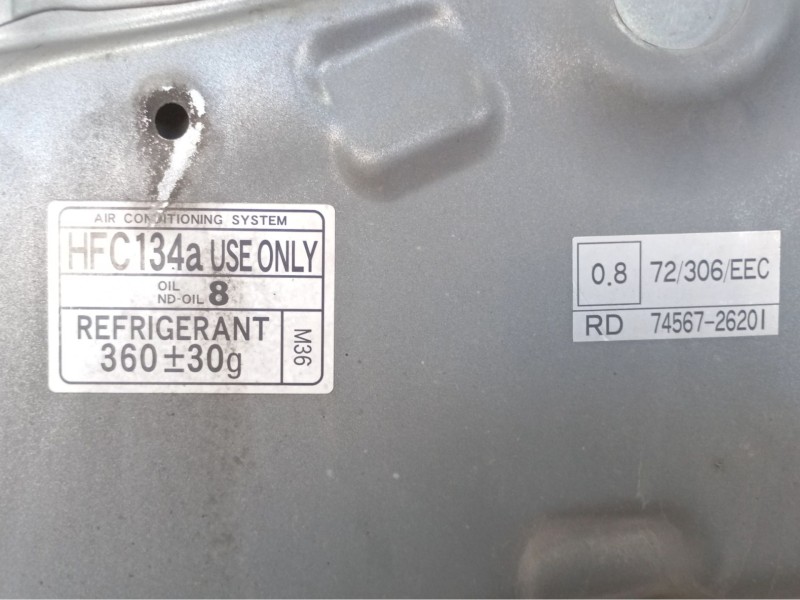 AIR CONDITIONING SYSTEM
HFC134a USE ONLY
OIL
ND-OIL 8
REFRIGERANT
360±30g
M36
0.8 72/306/EEC
RD 74567-26201